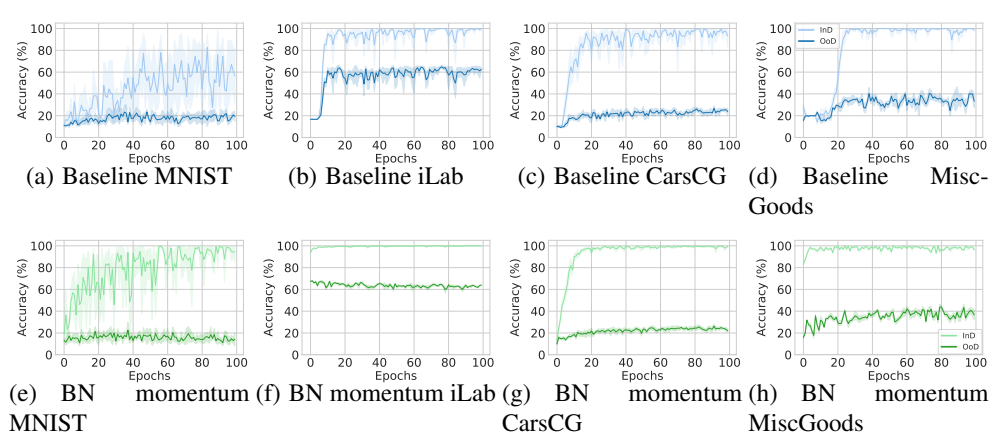 100
80
60
40
20
0
Accuracy (%)
0 20 40 60 80 100
Epochs
(a) Baseline MNIST
100
80
60
40
20
0
Accuracy (%)
0 20 40 60 80 100
Epochs
(b) Baseline iLab
100
80
60
40
20
0
Accuracy (%)
0 20 40 60 80 100
Epochs
(c) Baseline CarsCG
100
80
60
40
20
0
Accuracy (%)
InD
OoD
0 20 40 60 80 100
Epochs
(d) Baseline Misc-
Goods
100
80
60
40
20
0
Accuracy (%)
0 20 40 60 80 100
Epochs
(e) BN momentum
MNIST
100
80
60
40
20
0
Accuracy (%)
0 20 40 60 80 100
Epochs
(f) BN momentum iLab
100
80
60
40
20
0
Accuracy (%)
0 20 40 60 80 100
Epochs
(g) BN momentum
CarsCG
100
80
60
40
20
0
Accuracy (%)
InD
OoD
0 20 40 60 80 100
Epochs
(h) BN momentum
MiscGoods